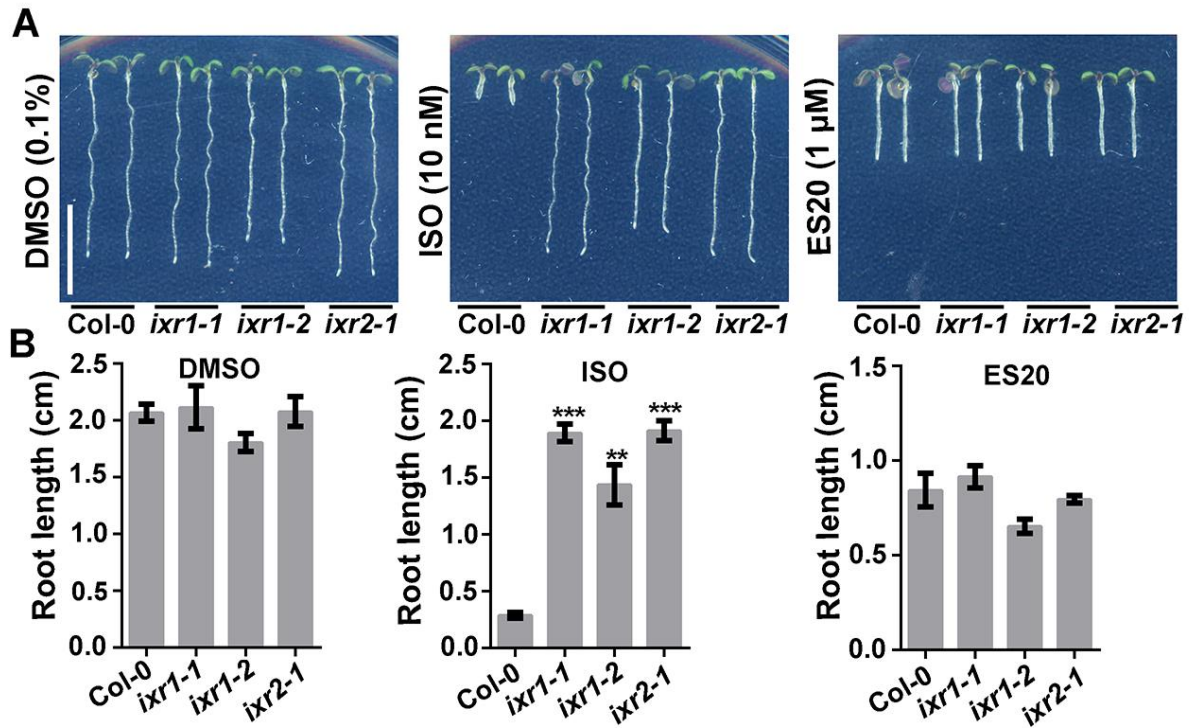 A
DMSO (0.1%)
ISO (10 nM)
ES20 (1 μM)
Col-0 ixr1-1 ixr1-2 ixr2-1
Col-0 ixr1-1 ixr1-2 ixr2-1
Col-0 ixr1-1 ixr1-2 ixr2-1
B
DMSO
Root length (cm)
2.5
2.0
1.5
1.0
0.5
0.0
Col-0
ixr1-1
ixr1-2
ixr2-1
ISO
Root length (cm)
2.5
2.0
1.5
1.0
0.5
0.0
***
**
***
Col-0
ixr1-1
ixr1-2
ixr2-1
ES20
Root length (cm)
1.5
1.0
0.5
0.0
Col-0
ixr1-1
ixr1-2
ixr2-1